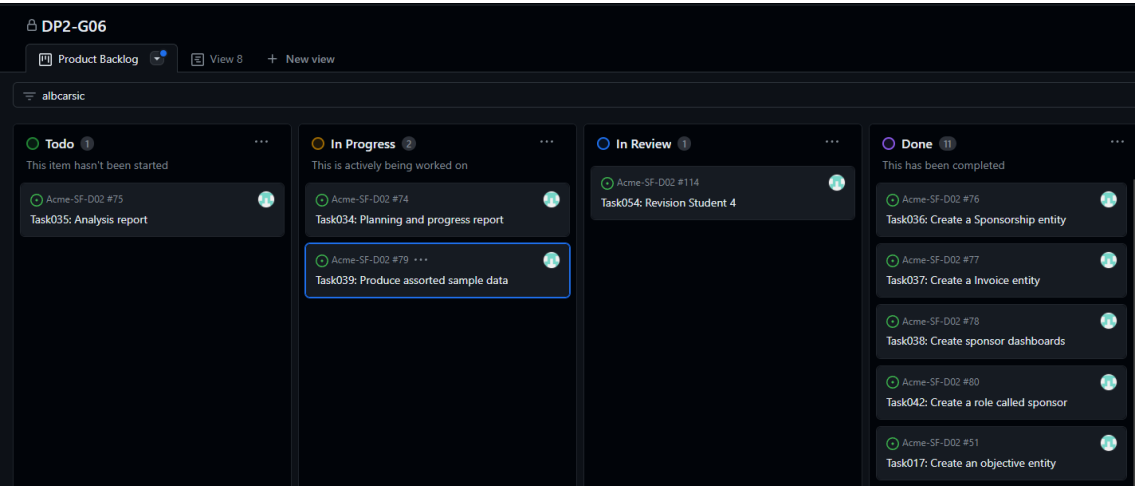 DP2-G06
Product Backlog
View 8
+ New view
albcarsic
Todo 1
This item hasn't been started
Acme-SF-D02 #75
Task035: Analysis report
In Progress 2
This is actively being worked on
Acme-SF-D02 #74
Task034: Planning and progress report
Acme-SF-D02 #79
Task039: Produce assorted sample data
In Review 1
Acme-SF-D02 #114
Task054: Revision Student 4
Done 11
This has been completed
Acme-SF-D02 #76
Task036: Create a Sponsorship entity
Acme-SF-D02 #77
Task037: Create a Invoice entity
Acme-SF-D02 #78
Task038: Create sponsor dashboards
Acme-SF-D02 #80
Task042: Create a role called sponsor
Acme-SF-D02 #51
Task017: Create an objective entity